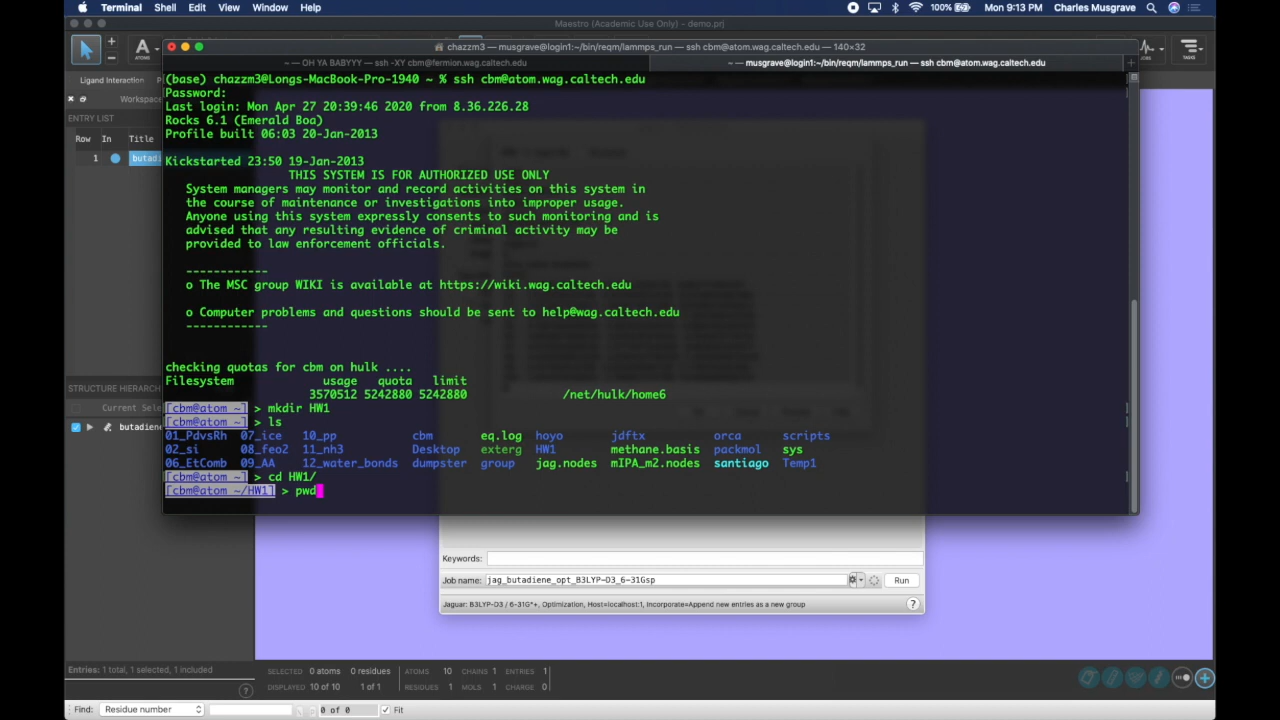 Terminal Shell Edit View Window Help
100% Mon 9:13 PM Charles Musgrave
Maestro (Academic Use Only) – demo.prj
ATOMS
JOBS
TASKS
Ligand Interaction
Workspac
ENTRY LIST
Row In Title
1 butadi
STRUCTURE HIERARCH
Current Sele
butadiene
chazzm3 — musgrave@login1:~/bin/reqm/lammps_run — ssh cbm@atom.wag.caltech.edu — 140×32
~ — OH YA BABYYY — ssh -XY cbm@fermion.wag.caltech.edu
~ — musgrave@login1:~/bin/reqm/lammps_run — ssh cbm@atom.wag.caltech.edu
(base) chazzm3@Longs-MacBook-Pro-1940 ~ % ssh cbm@atom.wag.caltech.edu
Password:
Last login: Mon Apr 27 20:39:46 2020 from 8.36.226.28
Rocks 6.1 (Emerald Boa)
Profile built 06:03 20-Jan-2013
Kickstarted 23:50 19-Jan-2013
THIS SYSTEM IS FOR AUTHORIZED USE ONLY
System managers may monitor and record activities on this system in
the course of maintenance or investigations into improper usage.
Anyone using this system expressly consents to such monitoring and is
advised that any resulting evidence of criminal activity may be
provided to law enforcement officials.
------------
o The MSC group WIKI is available at https://wiki.wag.caltech.edu
o Computer problems and questions should be sent to help@wag.caltech.edu
------------
checking quotas for cbm on hulk ....
Filesystem usage quota limit
3570512 5242880 5242880 /net/hulk/home6
[cbm@atom ~] > mkdir HW1
[cbm@atom ~] > ls
01_PdvsRh 07_ice 10_pp cbm eq.log hoyo jdftx orca scripts
02_si 08_feo2 11_nh3 Desktop exterg HW1 methane.basis packmol sys
06_EtComb 09_AA 12_water_bonds dumpster group jag.nodes mIPA_m2.nodes santiago Temp1
[cbm@atom ~] > cd HW1/
[cbm@atom ~/HW1] > pwd
Keywords:
Job name: jag_butadiene_opt_B3LYP-D3_6-31Gsp
Run
Jaguar: B3LYP-D3 / 6-31G*+, Optimization, Host=localhost:1, Incorporate=Append new entries as a new group
?
Entries: 1 total, 1 selected, 1 included
?
SELECTED 0 atoms 0 residues
DISPLAYED 10 of 10 1 of 1
ATOMS 10 CHAINS 1 ENTRIES 1
RESIDUES 1 MOLS 1 CHARGE 0
Find: Residue number 0 of 0 Fit